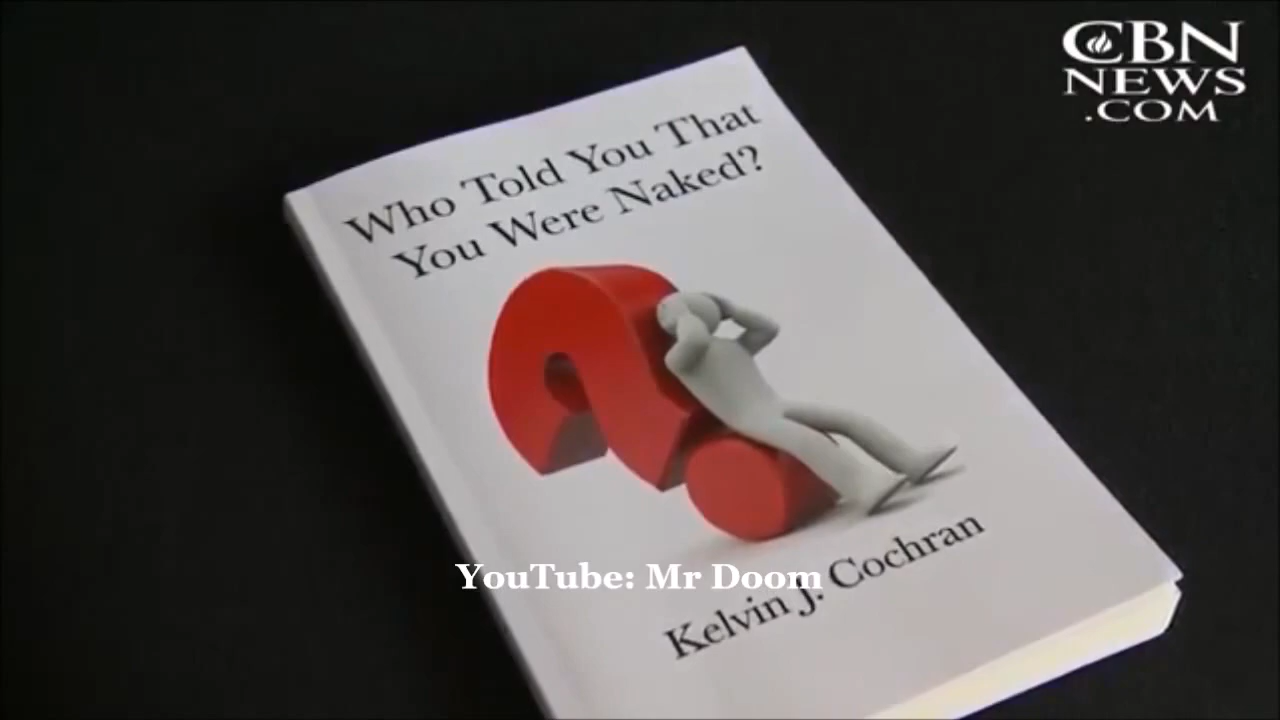 CBN
NEWS
.COM
Who Told You That
You Were Naked?
YouTube: Mr Doom
Kelvin J. Cochran